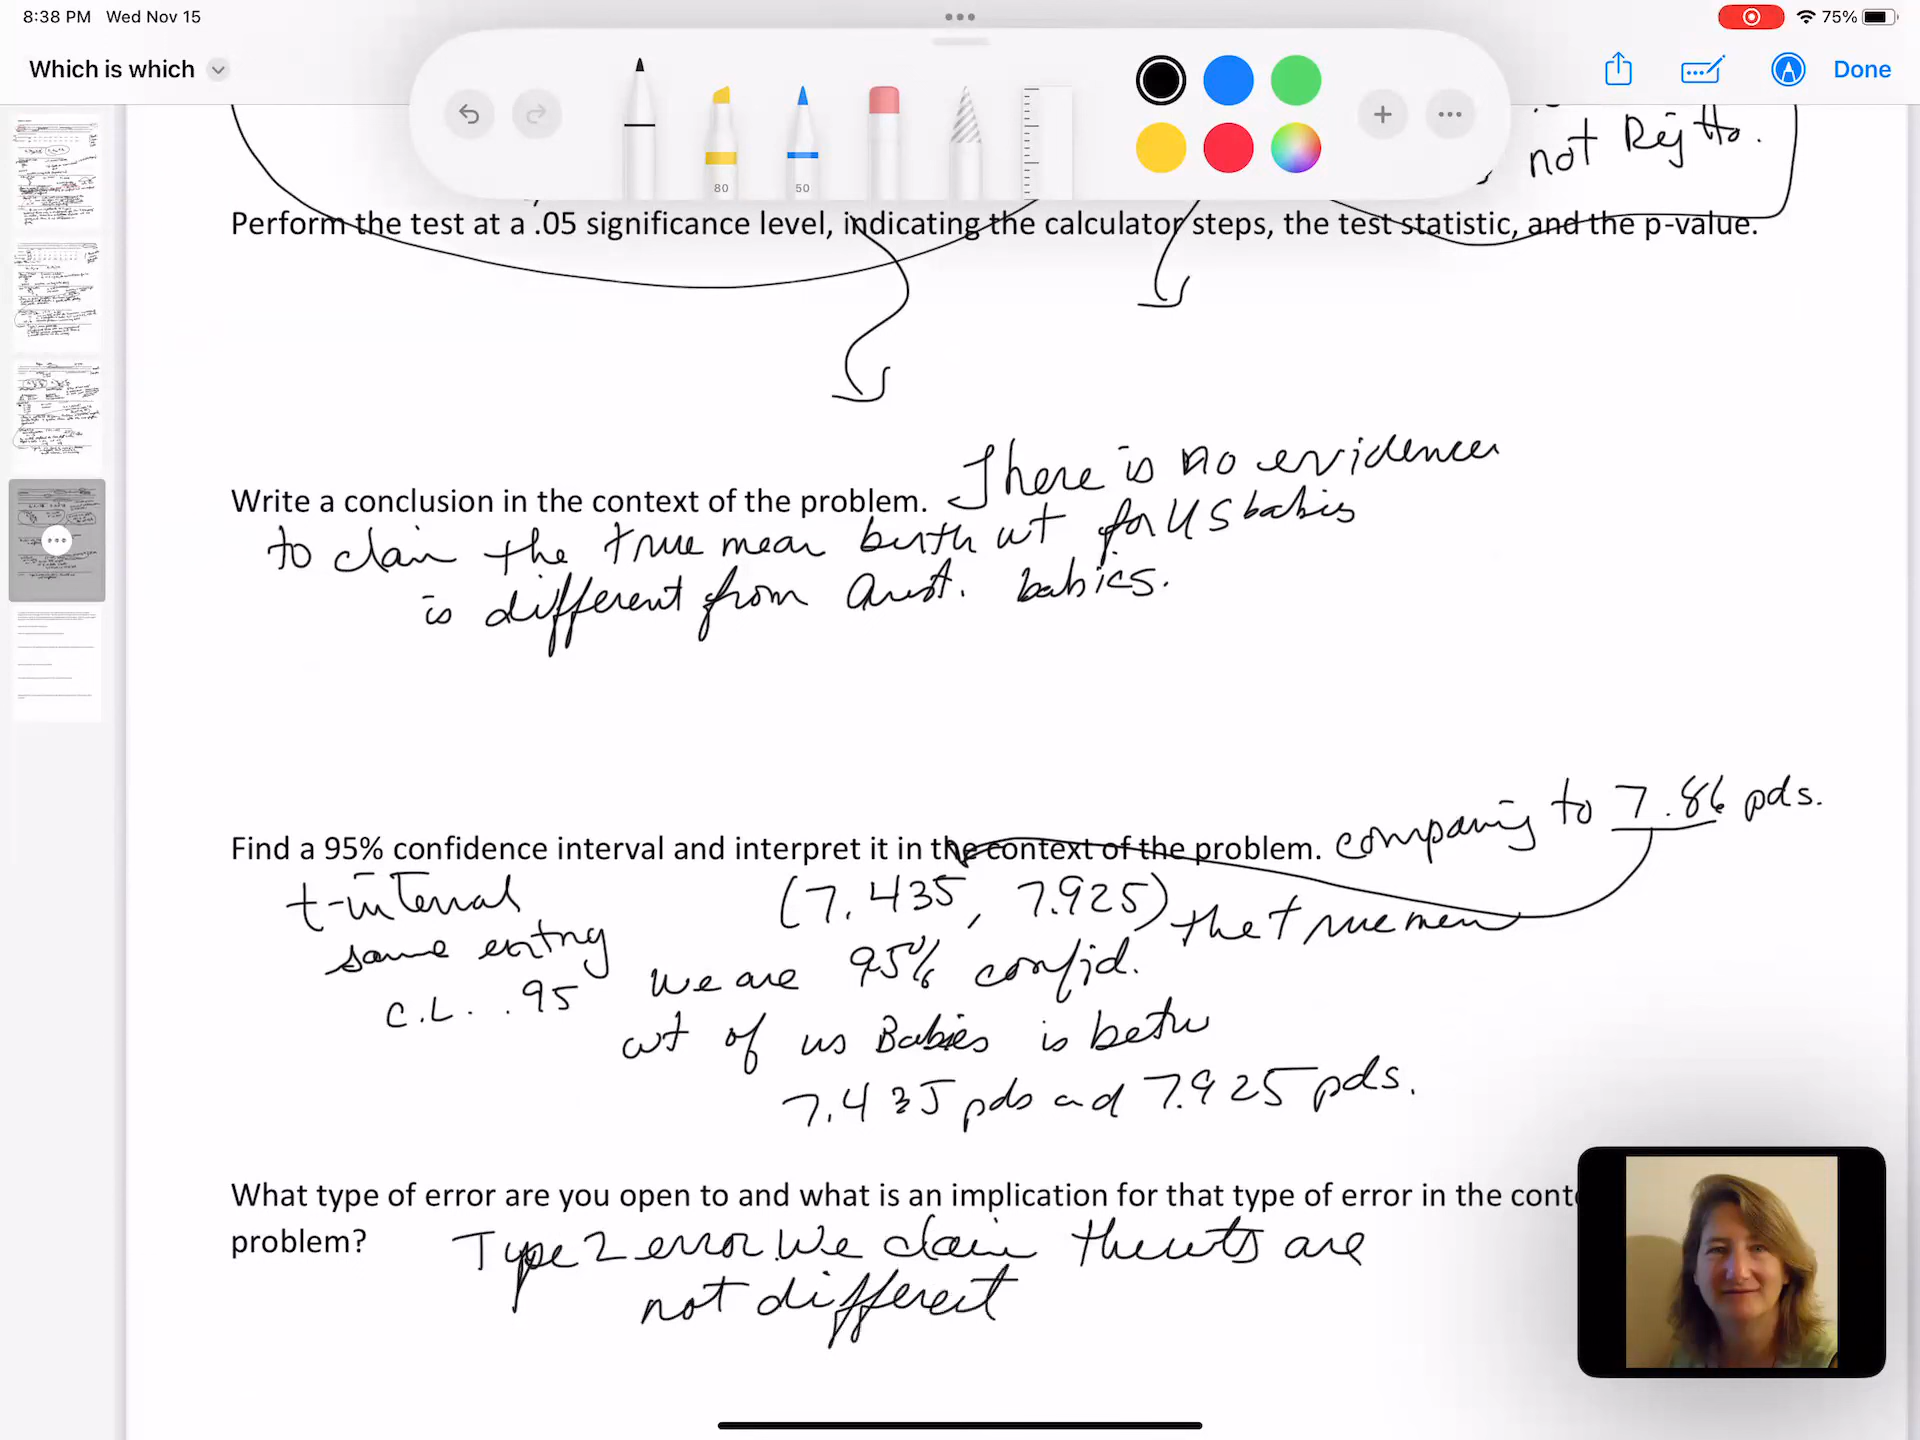 8:38 PM Wed Nov 15
75%
Which is which
Done
80
50
not Rej Ho.
Perform the test at a .05 significance level, indicating the calculator steps, the test statistic, and the p-value.
There is no evidence
Write a conclusion in the context of the problem.
to claim the true mean birth wt for US babies
is different from Aust. babies.
comparing to 7.86 pds.
Find a 95% confidence interval and interpret it in the context of the problem.
t-interval (7.435, 7.925) the true mean
same entry We are 95% confid.
C.L. .95
wt of us Babies is betw
7.435 pds and 7.925 pds.
What type of error are you open to and what is an implication for that type of error in the conte
problem? Type 2 error We claim the wts are
not different